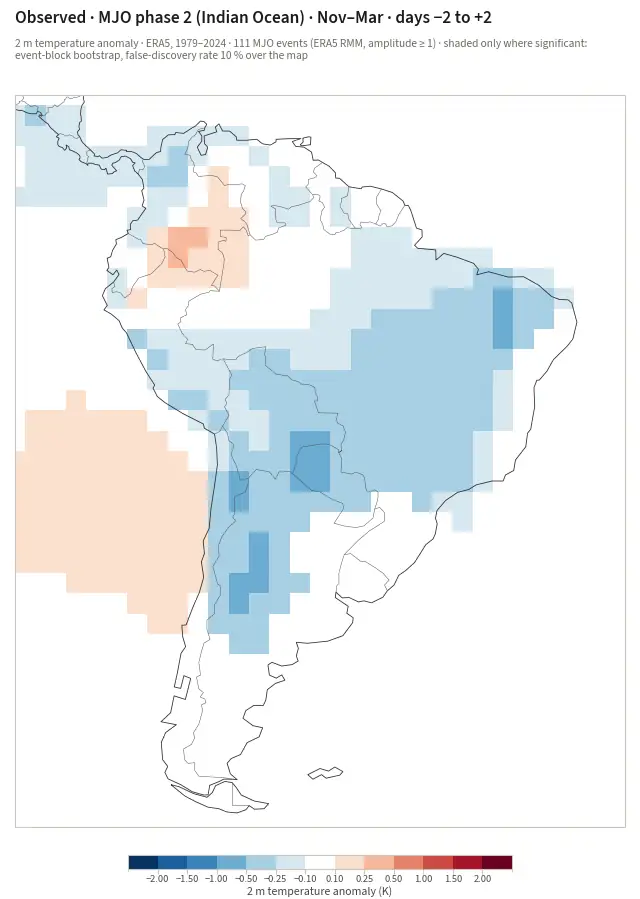 Observed · MJO phase 2 (Indian Ocean) · Nov–Mar · days −2 to +2
2 m temperature anomaly · ERA5, 1979–2024 · 111 MJO events (ERA5 RMM, amplitude ≥ 1) · shaded only where significant:
event-block bootstrap, false-discovery rate 10 % over the map
−2.00 −1.50 −1.00 −0.50 −0.25 −0.10 0.10 0.25 0.50 1.00 1.50 2.00
2 m temperature anomaly (K)